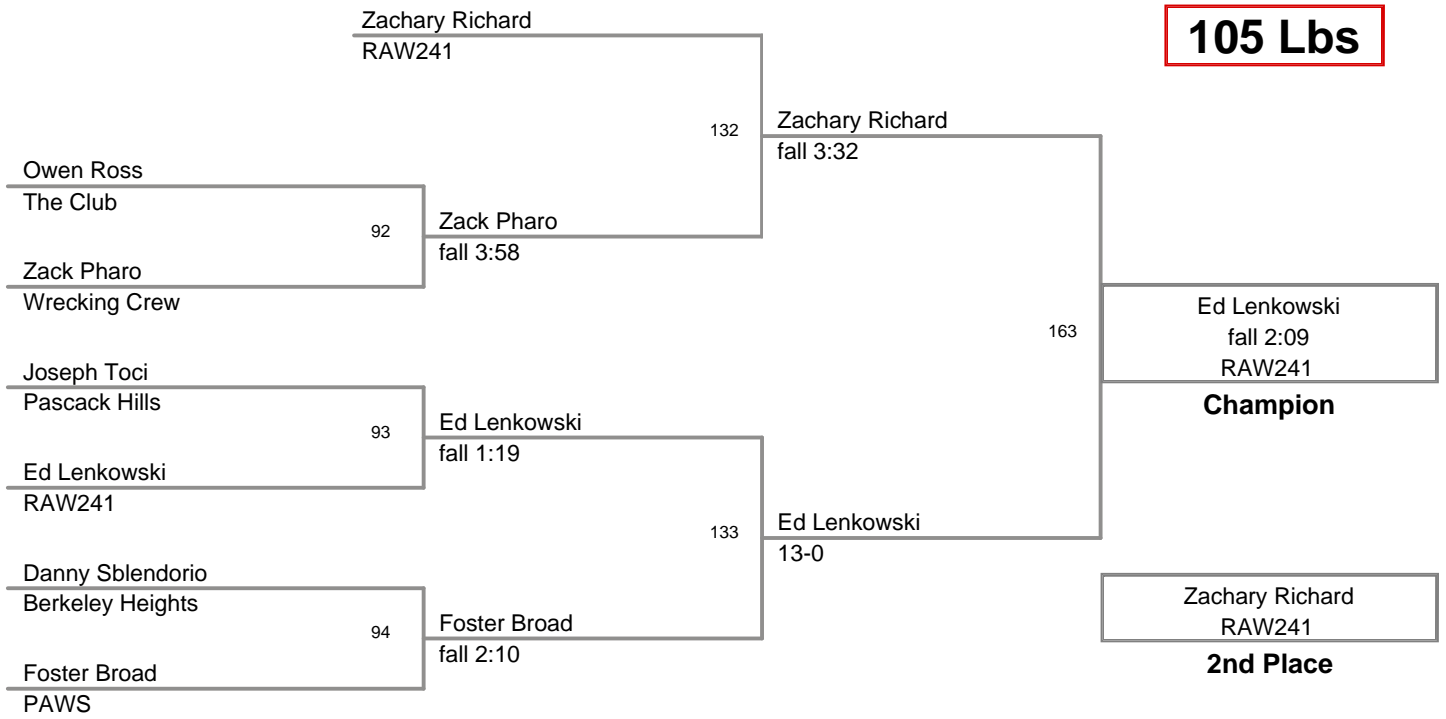 Zachary Richard
RAW241
105 Lbs
132
Zachary Richard
fall 3:32
Owen Ross
The Club
92
Zack Pharo
fall 3:58
Zack Pharo
Wrecking Crew
163
Ed Lenkowski
fall 2:09
RAW241
Champion
Joseph Toci
Pascack Hills
93
Ed Lenkowski
fall 1:19
Ed Lenkowski
RAW241
133
Ed Lenkowski
13-0
Danny Sblendorio
Berkeley Heights
94
Foster Broad
fall 2:10
Foster Broad
PAWS
Zachary Richard
RAW241
2nd Place